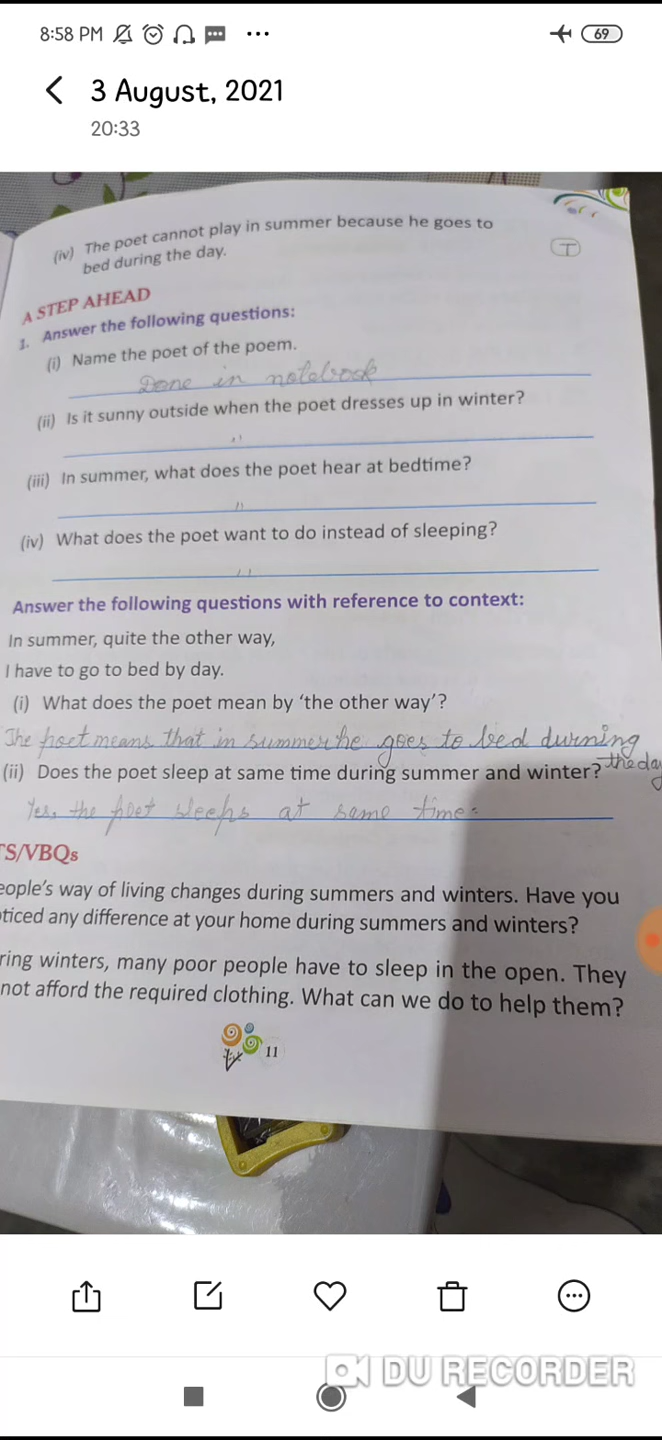 8:58 PM
69
3 August, 2021
20:33
(iv) The poet cannot play in summer because he goes to
bed during the day.
T
A STEP AHEAD
1. Answer the following questions:
(i) Name the poet of the poem.
Done in notebook
(ii) Is it sunny outside when the poet dresses up in winter?
"
(iii) In summer, what does the poet hear at bedtime?
"
(iv) What does the poet want to do instead of sleeping?
"
Answer the following questions with reference to context:
In summer, quite the other way,
I have to go to bed by day.
(i) What does the poet mean by ‘the other way’?
The poet means that in summer he goes to bed durning
the day
(ii) Does the poet sleep at same time during summer and winter?
Yes, the poet sleeps at same time.
TS/VBQs
eople's way of living changes during summers and winters. Have you
ticed any difference at your home during summers and winters?
ring winters, many poor people have to sleep in the open. They
not afford the required clothing. What can we do to help them?
11
DU RECORDER